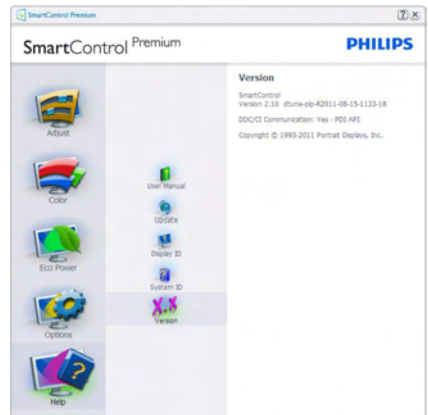 SmartControl Premium
SmartControl Premium
PHILIPS
Adjust
Color
Eco Power
Options
Help
User Manual
Update
Display ID
System ID
X.X
Version
Version
SmartControl
Version 2.10 dtune-plp-R2011-08-15-1133-18
DDC/CI Communication: Yes - PDI API
Copyright © 1993-2011 Portrait Displays, Inc.